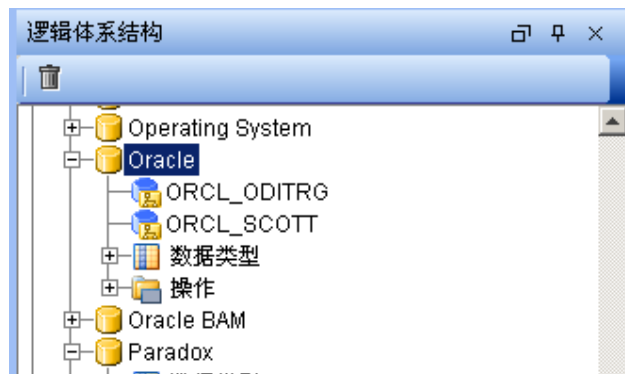 逻辑体系结构
Operating System
Oracle
ORCL_ODITRG
ORCL_SCOTT
数据类型
操作
Oracle BAM
Paradox